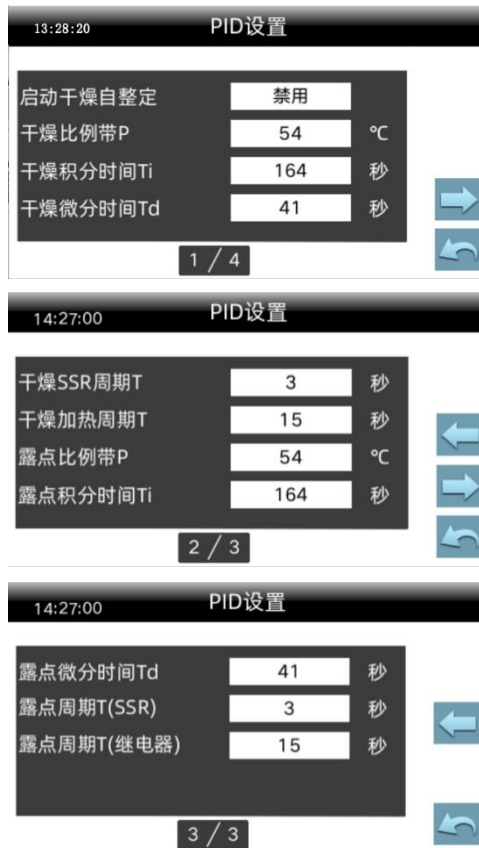 13:28:20 PID设置
启动干燥自整定 禁用
干燥比例带P 54 ℃
干燥积分时间Ti 164 秒
干燥微分时间Td 41 秒
1 / 4
14:27:00 PID设置
干燥SSR周期T 3 秒
干燥加热周期T 15 秒
露点比例带P 54 ℃
露点积分时间Ti 164 秒
2 / 3
14:27:00 PID设置
露点微分时间Td 41 秒
露点周期T(SSR) 3 秒
露点周期T(继电器) 15 秒
3 / 3